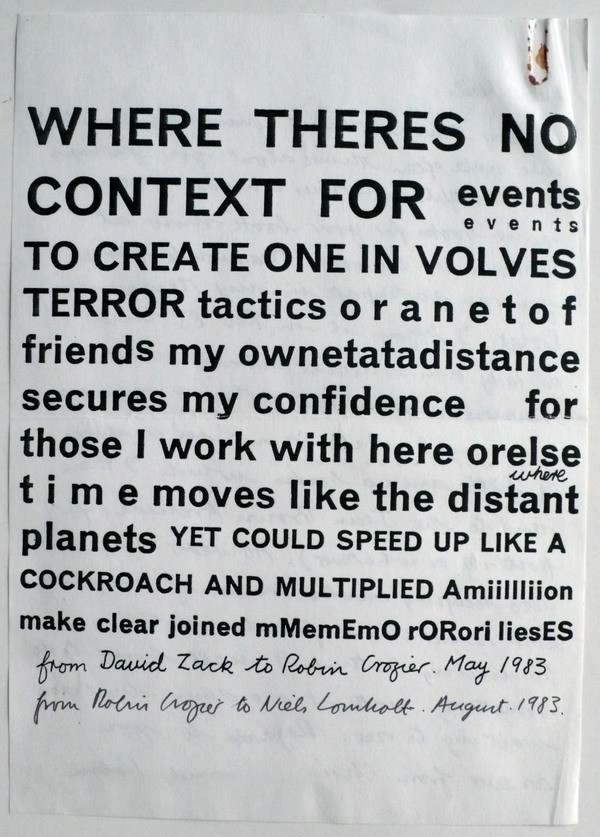 WHERE THERES NO
CONTEXT FOR events
events
TO CREATE ONE IN VOLVES
TERROR tactics o r a n e t o f
friends my ownetatadistance
secures my confidence for
those I work with here orelse
where
t i m e moves like the distant
planets YET COULD SPEED UP LIKE A
COCKROACH AND MULTIPLIED Amiillliion
make clear joined mMemEmO rORori liesES
from David Zack to Robin Crozier. May 1983
from Robin Crozier to Niels Lomholt. August. 1983.